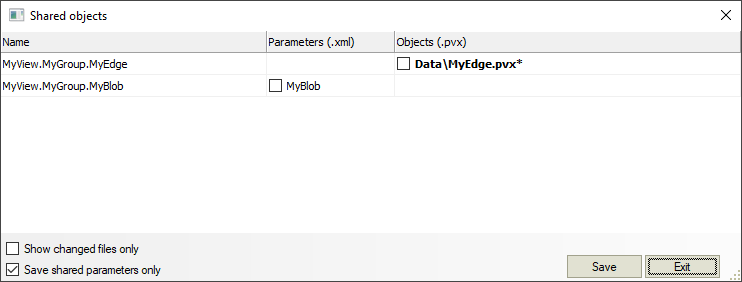 Shared objects
Name Parameters (.xml) Objects (.pvx)
MyView.MyGroup.MyEdge Data\MyEdge.pvx*
MyView.MyGroup.MyBlob MyBlob
Show changed files only
Save shared parameters only
Save Exit